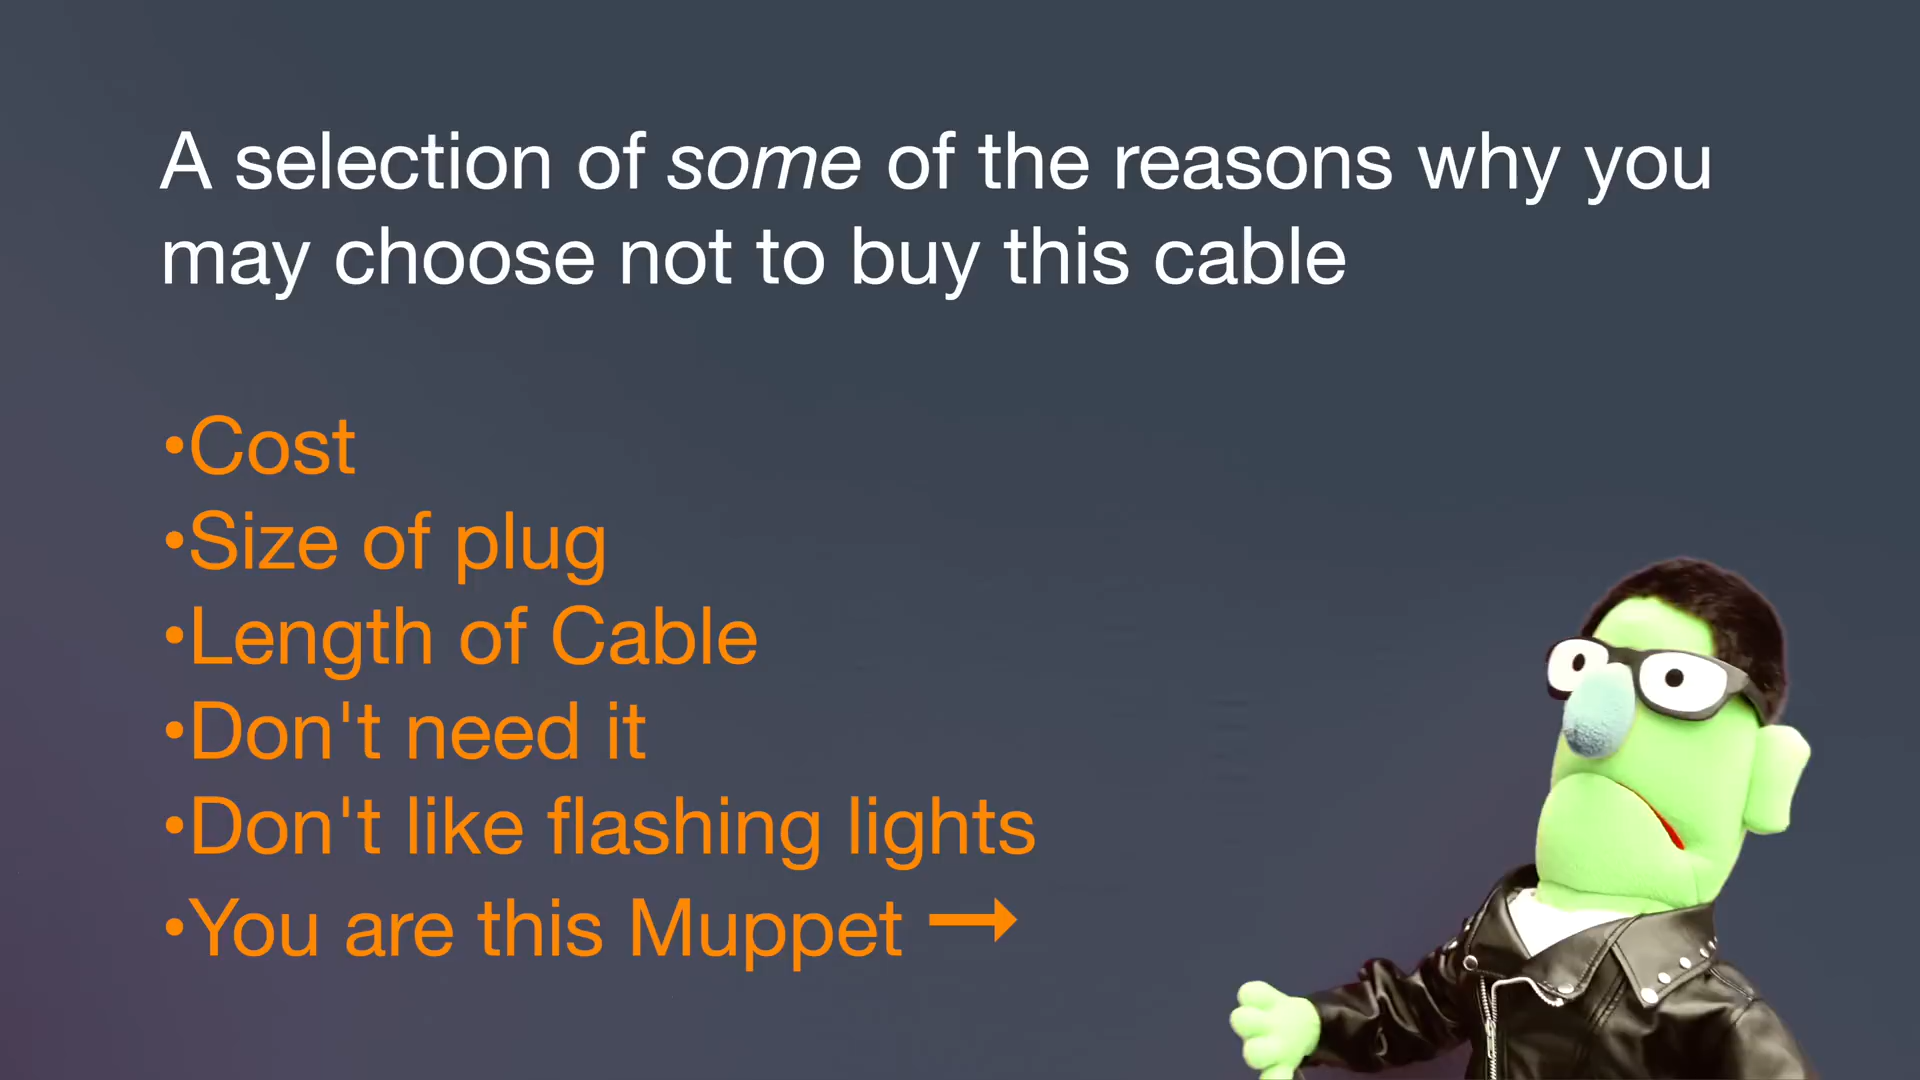 A selection of some of the reasons why you
may choose not to buy this cable
•Cost
•Size of plug
•Length of Cable
•Don't need it
•Don't like flashing lights
•You are this Muppet →